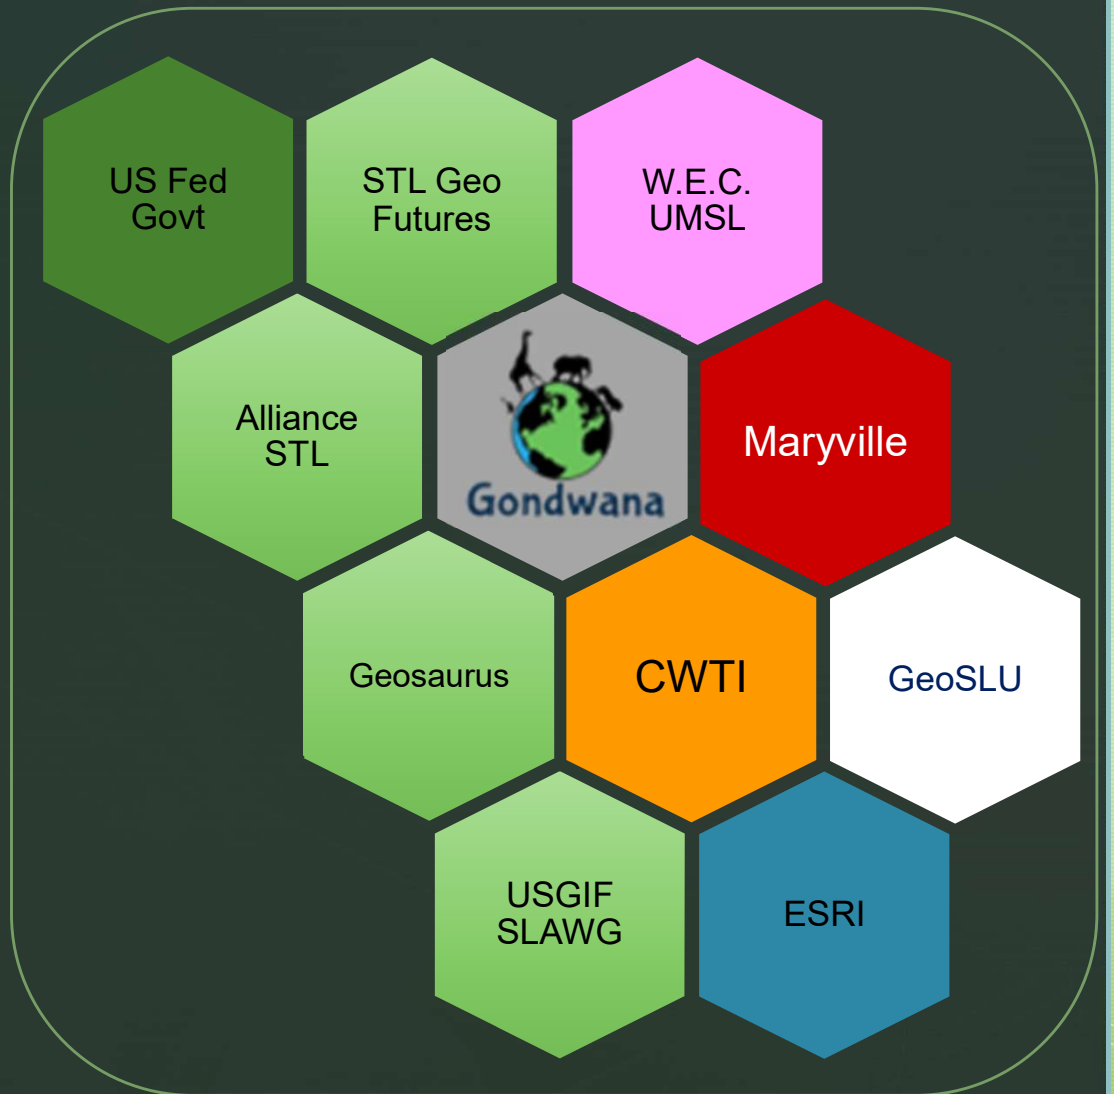 US Fed
Govt
STL Geo
Futures
W.E.C.
UMSL
Alliance
STL
Gondwana
Maryville
Geosaurus
CWTI
GeoSLU
USGIF
SLAWG
ESRI